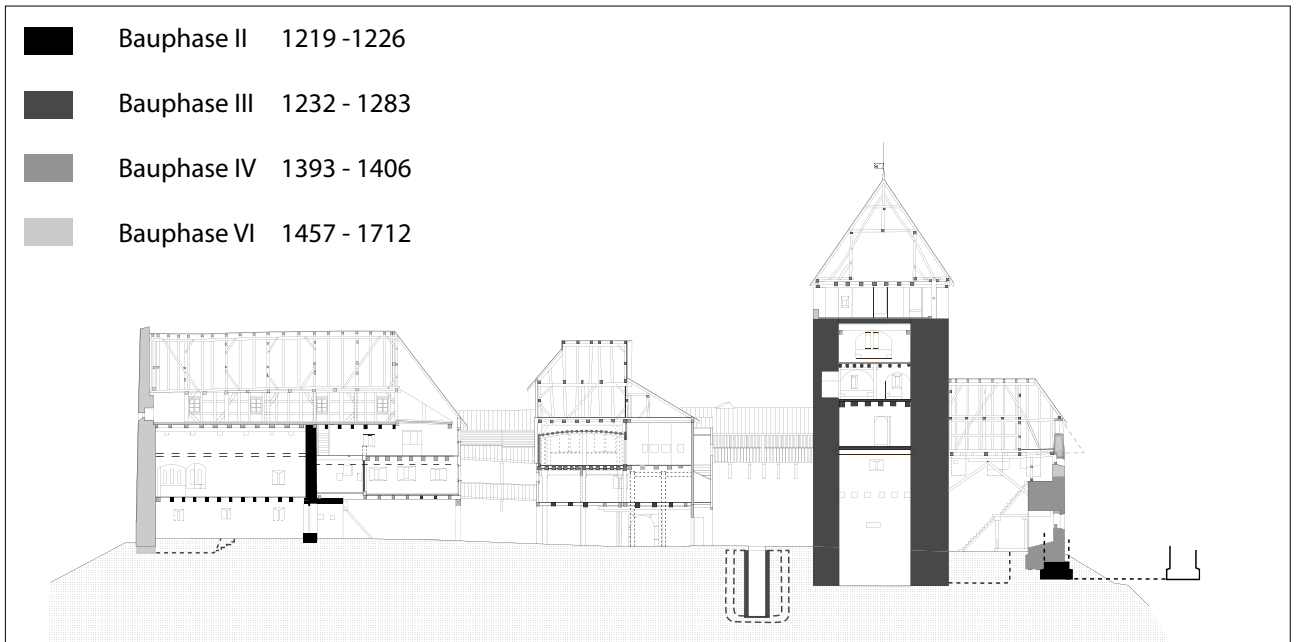 Bauphase II 1219 -1226
Bauphase III 1232 - 1283
Bauphase IV 1393 - 1406
Bauphase VI 1457 - 1712